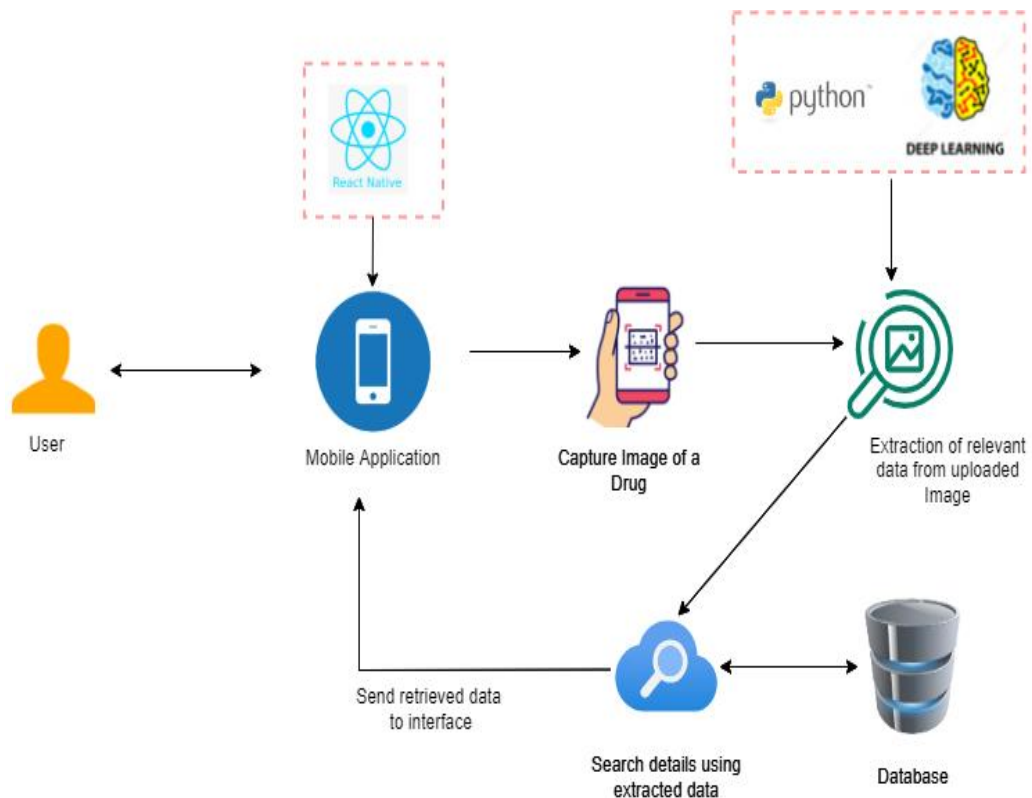 python™
DEEP LEARNING
React Native
User
Mobile Application
Capture Image of a
Drug
Extraction of relevant
data from uploaded
Image
Send retrieved data
to interface
Search details using
extracted data
Database